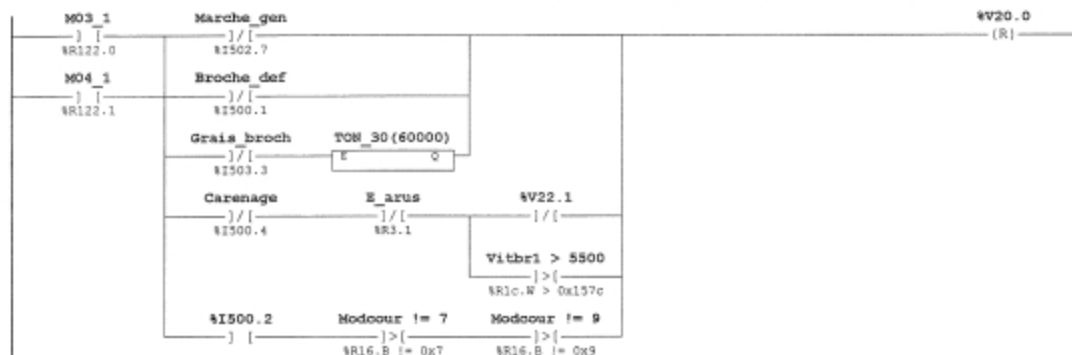 M03_1 Marche_gen %V20.0
] [ ]/[ (R)
%R122.0 %I502.7
M04_1 Broche_def
] [ ]/[
%R122.1 %I500.1
Grais_broch TON_30(60000)
]/[ E Q
%I503.3
Carenage E_arus %V22.1
]/[ ]/[ ]/[
%I500.4 %R3.1
Vitbr1 > 5500
]>[
%R1c.W > 0x157c
%I500.2 Modcour != 7 Modcour != 9
] [ ]>[ ]>[
%R16.B != 0x7 %R16.B != 0x9